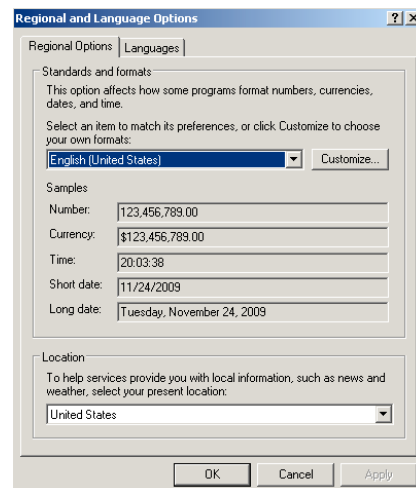 Regional and Language Options
Regional Options
Languages
Standards and formats
This option affects how some programs format numbers, currencies,
dates, and time.
Select an item to match its preferences, or click Customize to choose
your own formats:
English (United States)
Customize...
Samples
Number: 123,456,789.00
Currency: $123,456,789.00
Time: 20:03:38
Short date: 11/24/2009
Long date: Tuesday, November 24, 2009
Location
To help services provide you with local information, such as news and
weather, select your present location:
United States
OK Cancel Apply